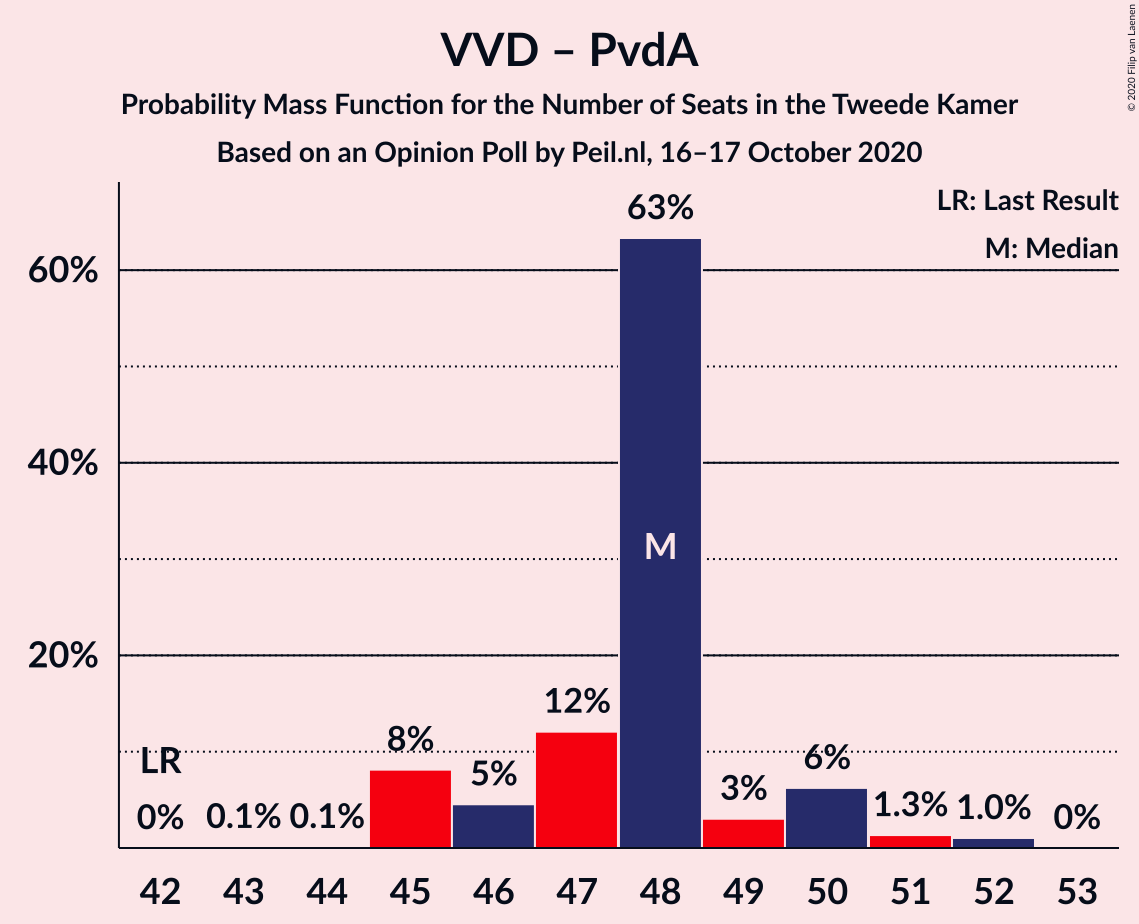 VVD – PvdA
Probability Mass Function for the Number of Seats in the Tweede Kamer
Based on an Opinion Poll by Peil.nl, 16–17 October 2020
© 2020 Filip van Laenen
LR: Last Result
M: Median
63%
60%
40%
M
20%
12%
8%
LR
5%
6%
3%
0%
0.1%
0.1%
1.3%
1.0%
0%
42 43 44 45 46 47 48 49 50 51 52 53